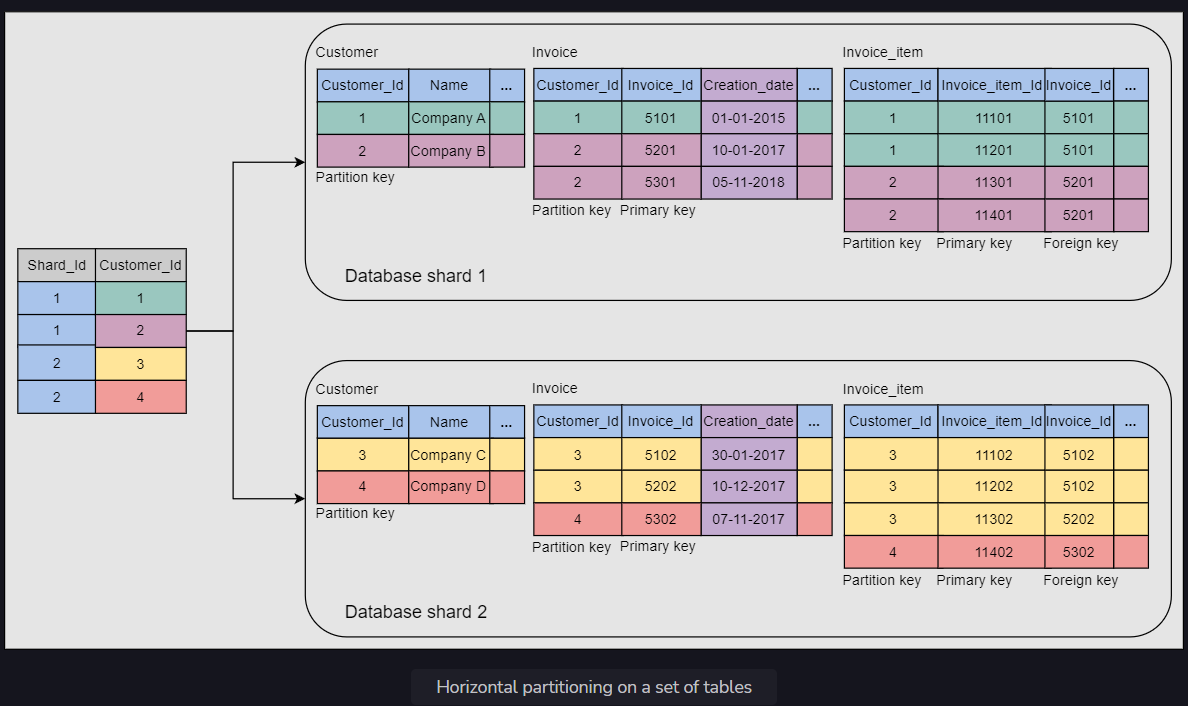 Shard_Id Customer_Id
1 1
1 2
2 3
2 4
Customer
Customer_Id Name ...
1 Company A
2 Company B
Partition key
Invoice
Customer_Id Invoice_Id Creation_date ...
1 5101 01-01-2015
2 5201 10-01-2017
2 5301 05-11-2018
Partition key Primary key
Invoice_item
Customer_Id Invoice_item_Id Invoice_Id ...
1 11101 5101
1 11201 5101
2 11301 5201
2 11401 5201
Partition key Primary key Foreign key
Database shard 1
Customer
Customer_Id Name ...
3 Company C
4 Company D
Partition key
Invoice
Customer_Id Invoice_Id Creation_date ...
3 5102 30-01-2017
3 5202 10-12-2017
4 5302 07-11-2017
Partition key Primary key
Invoice_item
Customer_Id Invoice_item_Id Invoice_Id ...
3 11102 5102
3 11202 5102
3 11302 5202
4 11402 5302
Partition key Primary key Foreign key
Database shard 2
Horizontal partitioning on a set of tables